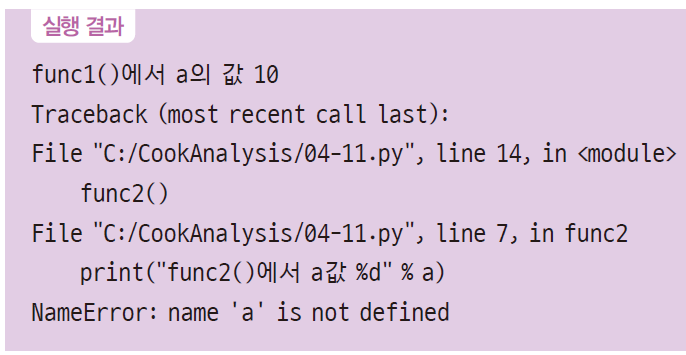 실행 결과
func1()에서 a의 값 10
Traceback (most recent call last):
File "C:/CookAnalysis/04-11.py", line 14, in <module>
func2()
File "C:/CookAnalysis/04-11.py", line 7, in func2
print("func2()에서 a값 %d" % a)
NameError: name 'a' is not defined